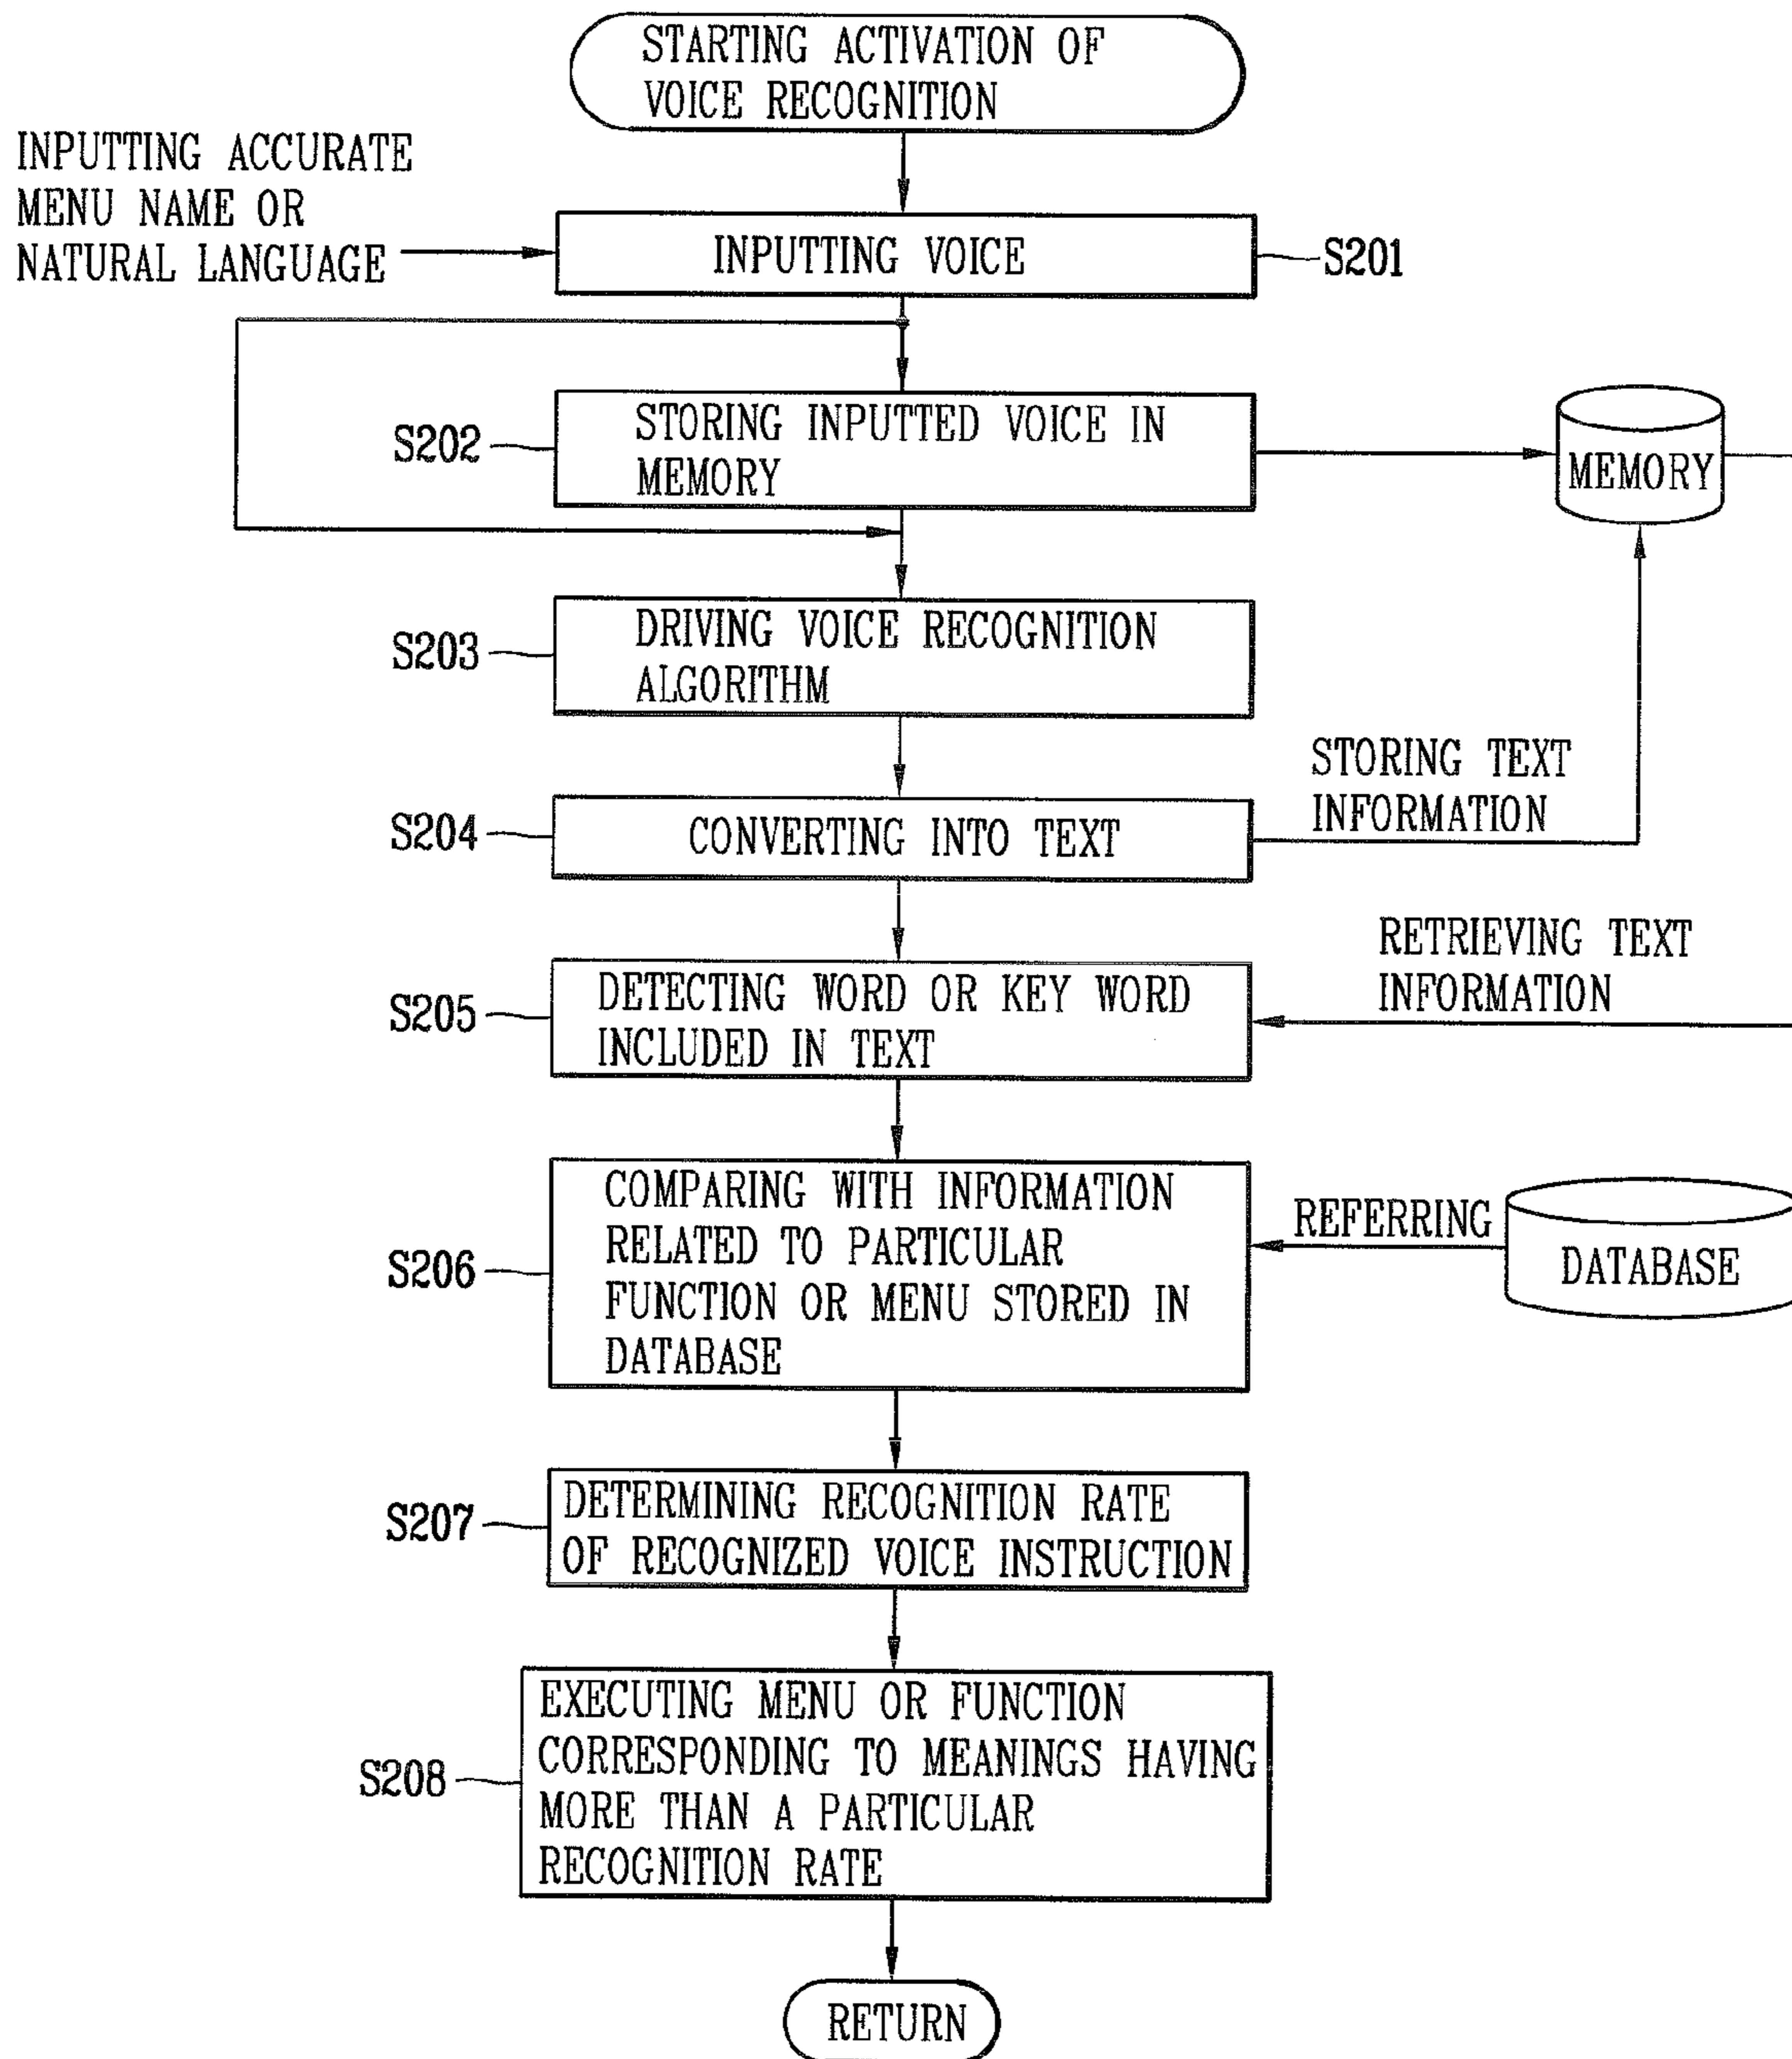 STARTING ACTIVATION OF
VOICE RECOGNITION
INPUTTING ACCURATE
MENU NAME OR
NATURAL LANGUAGE
INPUTTING VOICE
S201
S202
STORING INPUTTED VOICE IN
MEMORY
MEMORY
S203
DRIVING VOICE RECOGNITION
ALGORITHM
S204
CONVERTING INTO TEXT
STORING TEXT
INFORMATION
S205
DETECTING WORD OR KEY WORD
INCLUDED IN TEXT
RETRIEVING TEXT
INFORMATION
S206
COMPARING WITH INFORMATION
RELATED TO PARTICULAR
FUNCTION OR MENU STORED IN
DATABASE
REFERRING
DATABASE
S207
DETERMINING RECOGNITION RATE
OF RECOGNIZED VOICE INSTRUCTION
S208
EXECUTING MENU OR FUNCTION
CORRESPONDING TO MEANINGS HAVING
MORE THAN A PARTICULAR
RECOGNITION RATE
RETURN